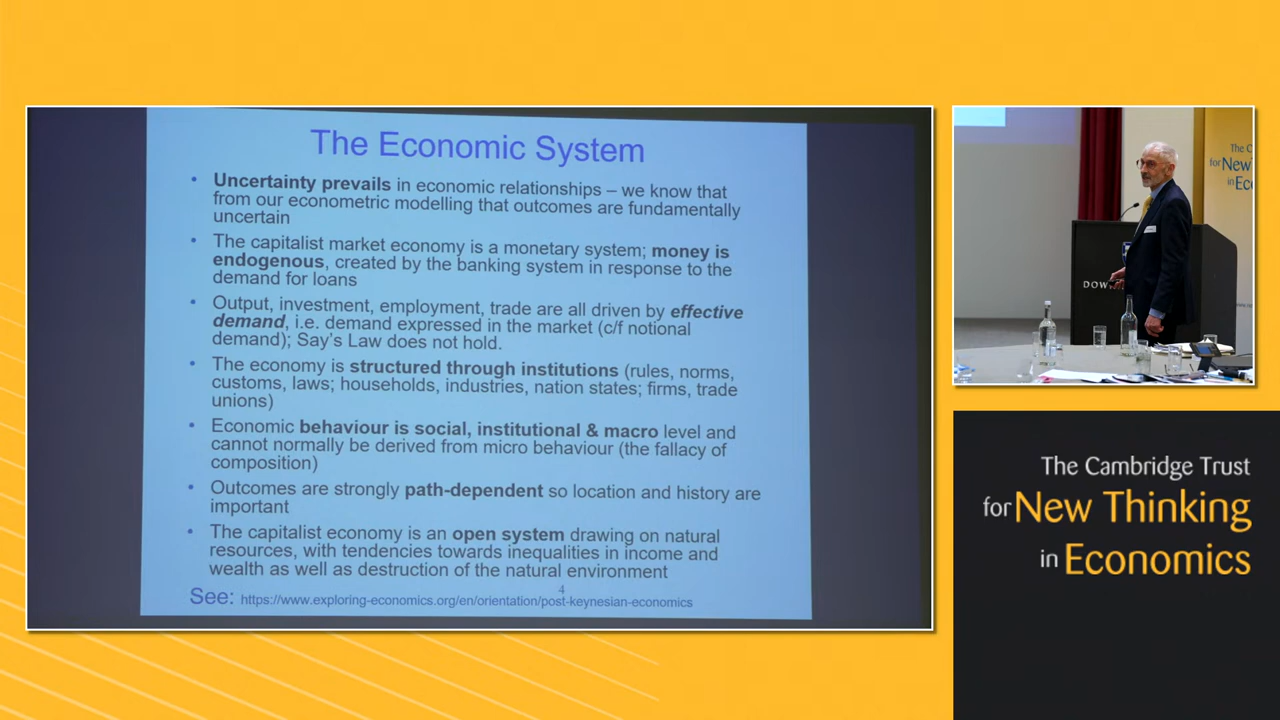 The Economic System
• Uncertainty prevails in economic relationships – we know that
from our econometric modelling that outcomes are fundamentally
uncertain
• The capitalist market economy is a monetary system; money is
endogenous, created by the banking system in response to the
demand for loans
• Output, investment, employment, trade are all driven by effective
demand, i.e. demand expressed in the market (c/f notional
demand); Say's Law does not hold.
• The economy is structured through institutions (rules, norms,
customs, laws; households, industries, nation states; firms, trade
unions)
• Economic behaviour is social, institutional & macro level and
cannot normally be derived from micro behaviour (the fallacy of
composition)
• Outcomes are strongly path-dependent so location and history are
important
• The capitalist economy is an open system drawing on natural
resources, with tendencies towards inequalities in income and
wealth as well as destruction of the natural environment
4
See: https://www.exploring-economics.org/en/orientation/post-keynesian-economics
The C
for New
in Ec
DOW
The Cambridge Trust
for New Thinking
in Economics